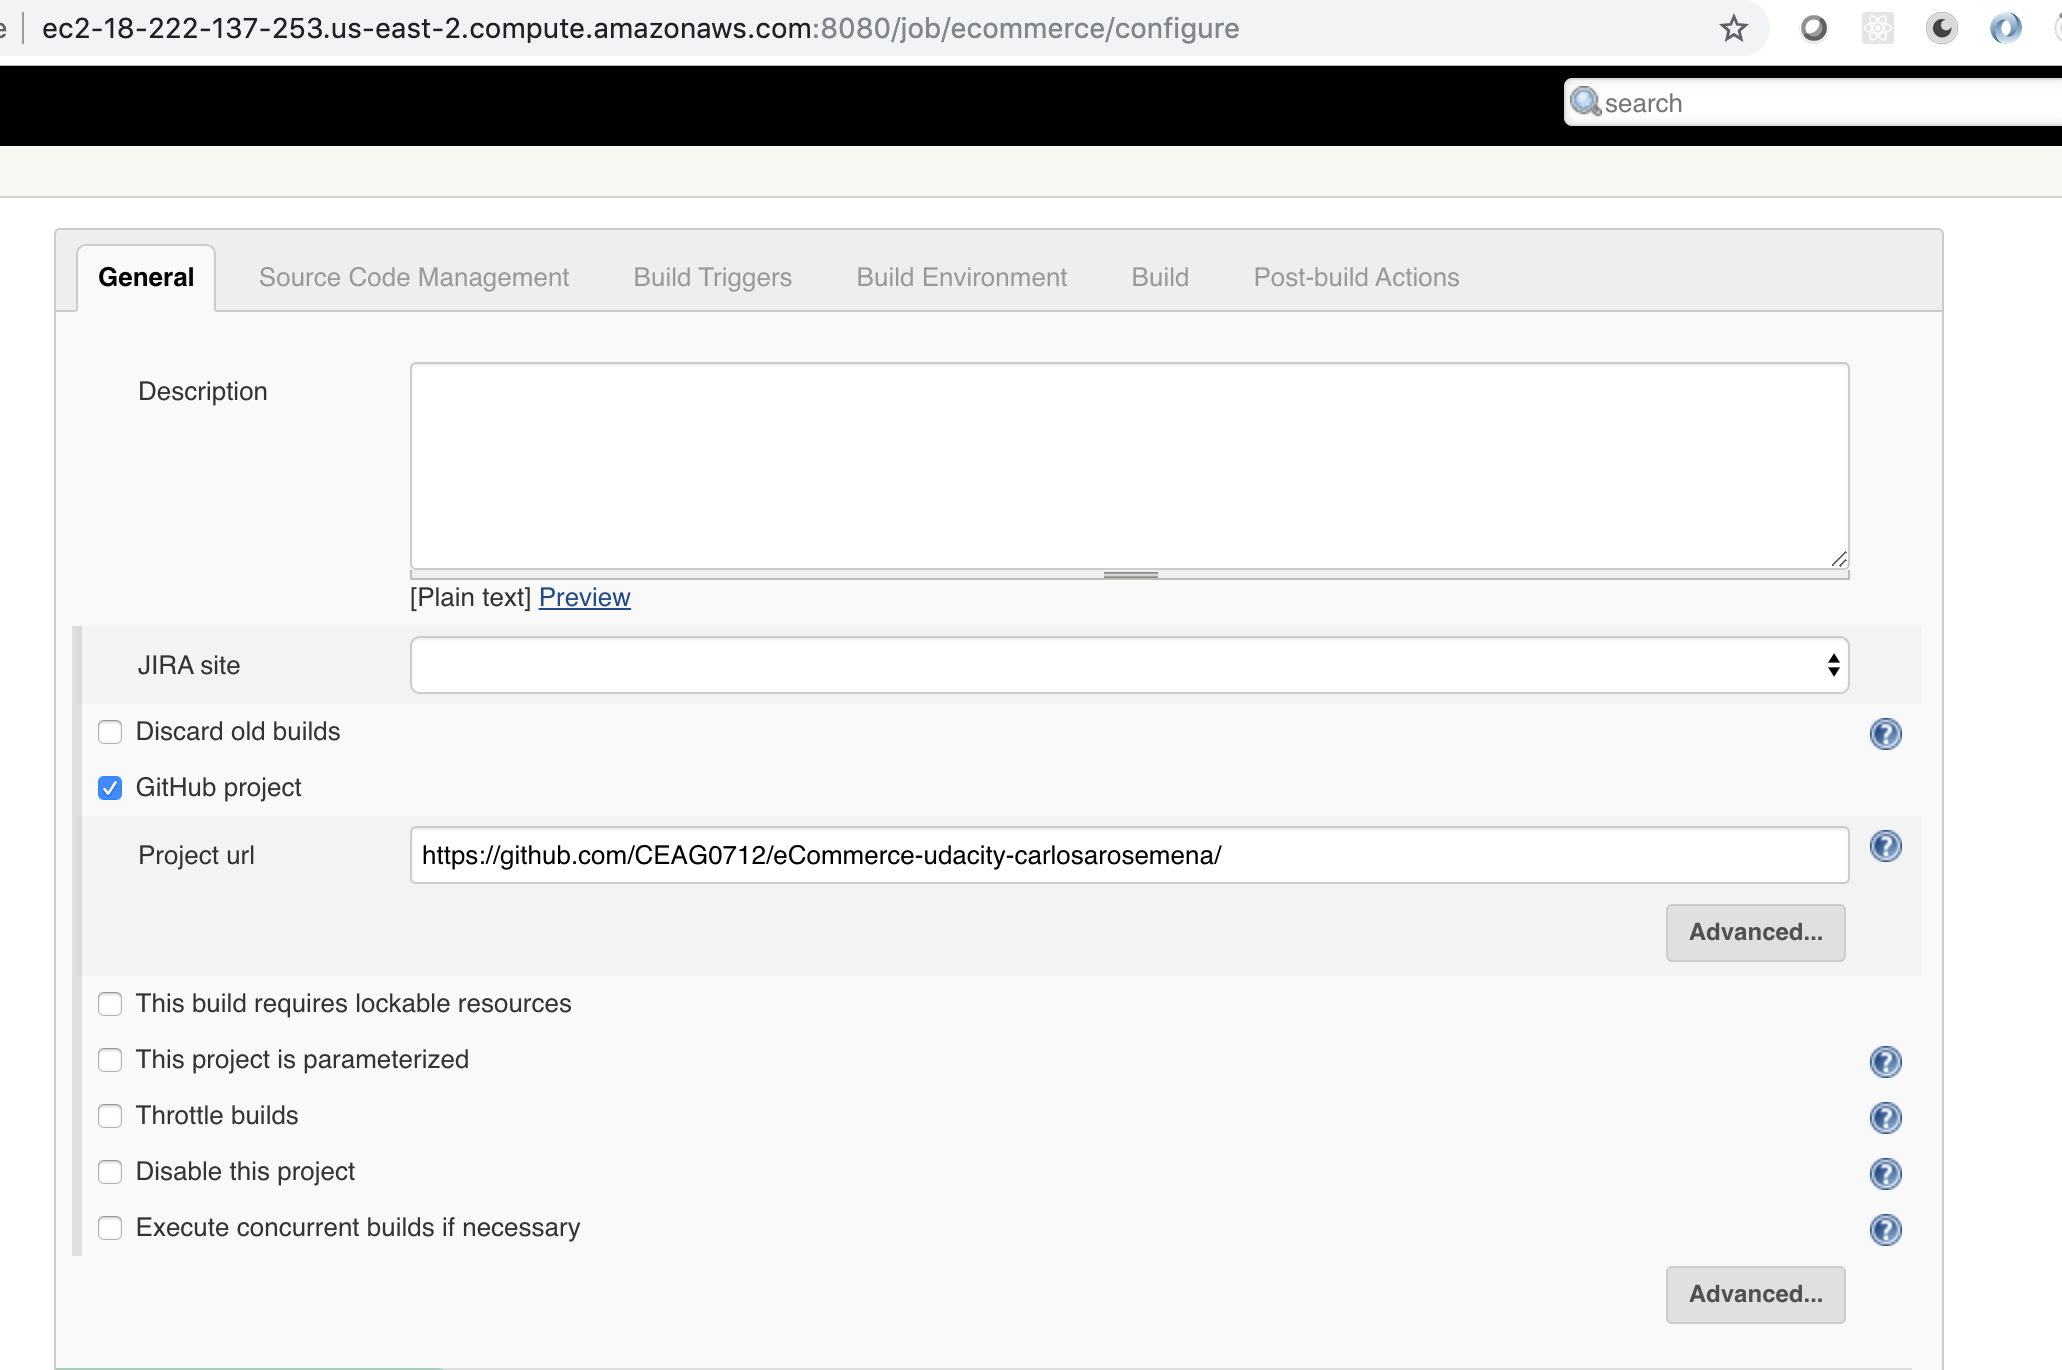 e ec2-18-222-137-253.us-east-2.compute.amazonaws.com:8080/job/ecommerce/configure
search
General Source Code Management Build Triggers Build Environment Build Post-build Actions
Description
[Plain text] Preview
JIRA site
Discard old builds
GitHub project
Project url https://github.com/CEAG0712/eCommerce-udacity-carlosarosemena/
Advanced...
This build requires lockable resources
This project is parameterized
Throttle builds
Disable this project
Execute concurrent builds if necessary
Advanced...